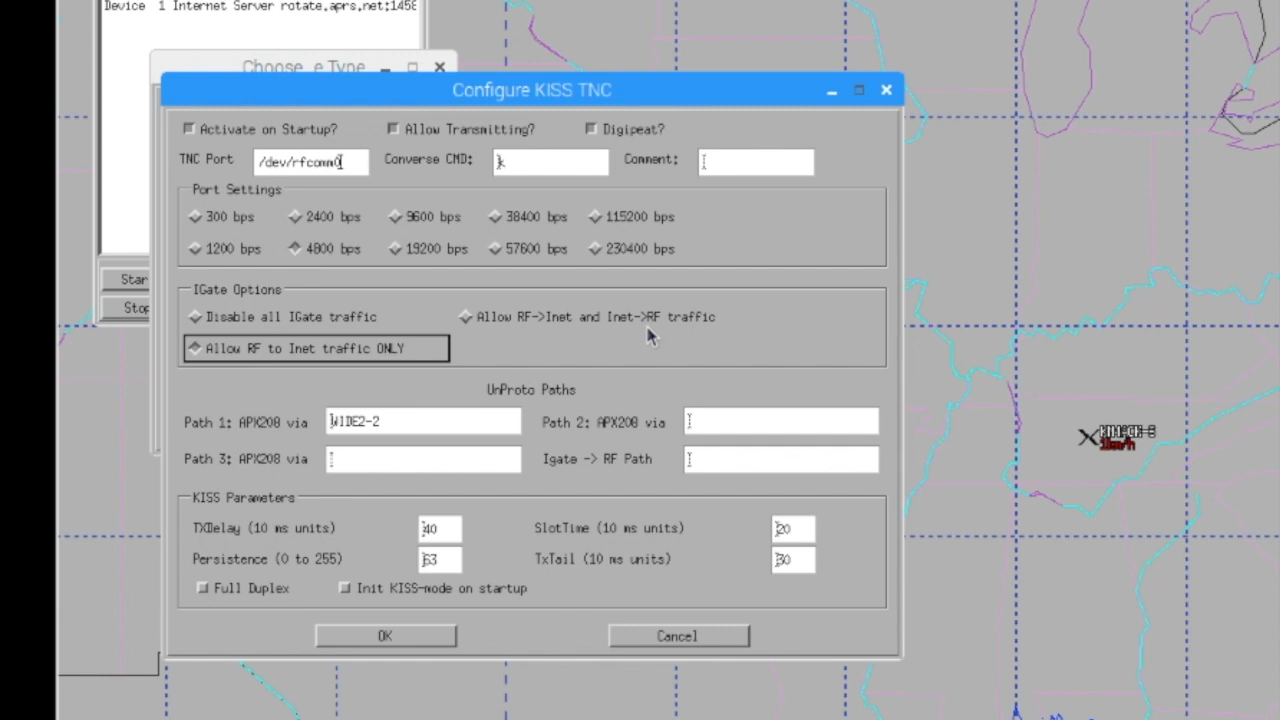 Device 1 Internet Server rotate.aprs.net:1458
Choose e Type
Configure KISS TNC
Activate on Startup? Allow Transmitting? Digipeat?
TNC Port /dev/rfcomm0 Converse CMD: k Comment:
Port Settings
300 bps 2400 bps 9600 bps 38400 bps 115200 bps
1200 bps 4800 bps 19200 bps 57600 bps 230400 bps
Star
IGate Options
Stop
Disable all IGate traffic Allow RF->Inet and Inet->RF traffic
Allow RF to Inet traffic ONLY
UnProto Paths
Path 1: APX208 via WIDE2-2 Path 2: APX208 via
Path 3: APX208 via Igate -> RF Path
KISS Parameters
TXDelay (10 ms units) 40 SlotTime (10 ms units) 20
Persistence (0 to 255) 63 TxTail (10 ms units) 30
Full Duplex Init KISS-mode on startup
OK Cancel